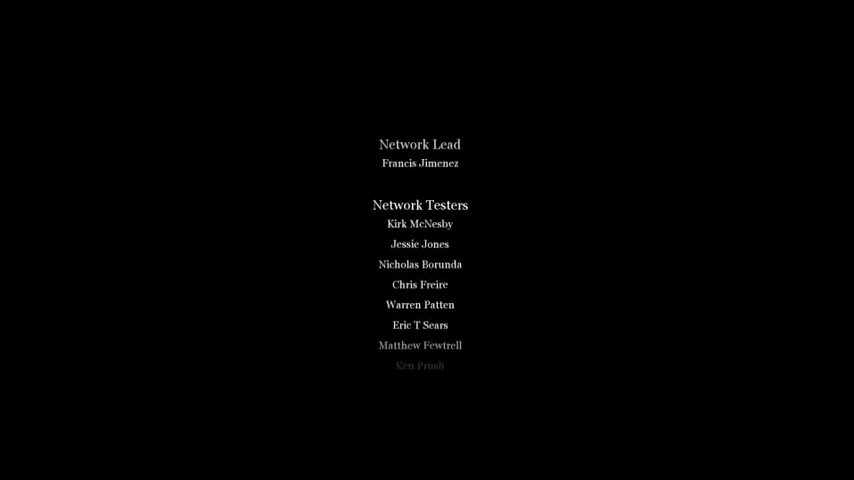 Network Lead
Francis Jimenez
Network Testers
Kirk McNesby
Jessie Jones
Nicholas Borunda
Chris Freire
Warren Patten
Eric T Sears
Matthew Fewtrell
Ken Prush